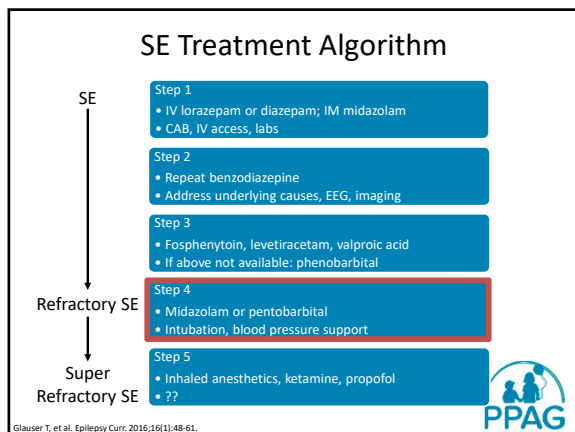 SE Treatment Algorithm
SE
Step 1
• IV lorazepam or diazepam; IM midazolam
• CAB, IV access, labs
Step 2
• Repeat benzodiazepine
• Address underlying causes, EEG, imaging
Step 3
• Fosphenytoin, levetiracetam, valproic acid
• If above not available: phenobarbital
Refractory SE
Step 4
• Midazolam or pentobarbital
• Intubation, blood pressure support
Super
Refractory SE
Step 5
• Inhaled anesthetics, ketamine, propofol
• ??
PPAG
Glauser T, et al. Epilepsy Curr. 2016;16(1):48-61.